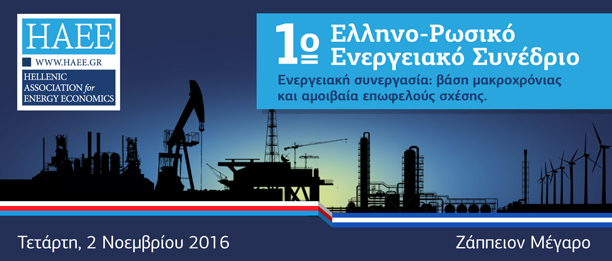 HAEE
WWW.HAEE.GR
HELLENIC
ASSOCIATION for
ENERGY ECONOMICS
1ο Ελληνο-Ρωσικό
Ενεργειακό Συνέδριο
Ενεργειακή συνεργασία: βάση μακροχρόνιας
και αμοιβαία επωφελούς σχέσης.
Τετάρτη, 2 Νοεμβρίου 2016
Ζάππειον Μέγαρο